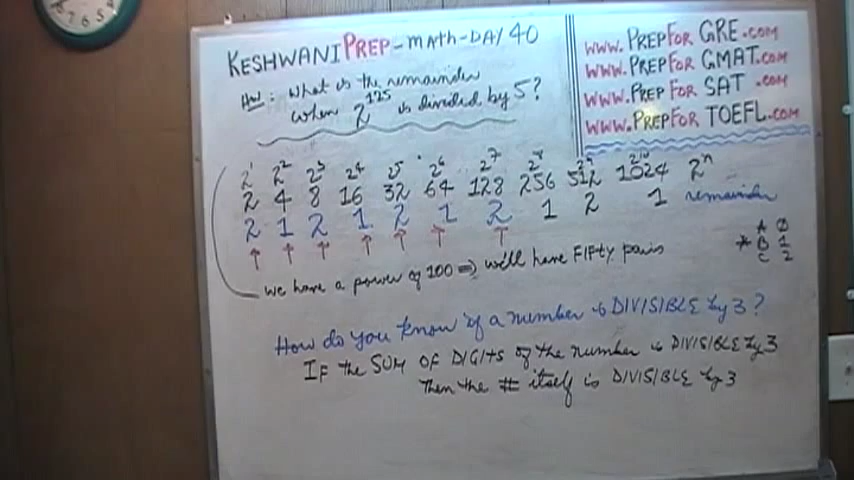 KESHWANI PREP - MATH - DAY 40
HW: What is the remainder
when 2^125 is divided by 5?
www. PREPFOR GRE .com
www. PREPFOR GMAT.com
www. PREP FOR SAT .com
www. PREPFOR TOEFL.com
2^1 2^2 2^3 2^4 2^5 2^6 2^7 2^8 2^9 2^10
2 4 8 16 32 64 128 256 512 1024 2^n
2 1 2 1 2 1 2 1 2 1 remainder
we have a power of 100 => we'll have FIFty pairs
A 0
* B 1
C 2
How do you know if a number is DIVISIBLE by 3?
IF the SUM OF DIGITS of the number is DIVISIBLE by 3
Then the # itself is DIVISIBLE by 3